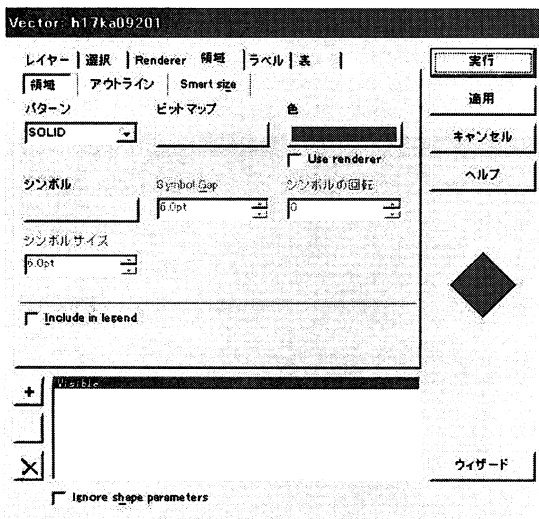 Vector: h17ka09201
レイヤー 選択 Renderer 領域 ラベル 表
領域 アウトライン Smart size
パターン ビットマップ 色
SOLID
Use renderer
シンボル Symbol Gap シンボルの回転
6.0pt 0
シンボルサイズ
6.0pt
Include in legend
実行
適用
キャンセル
ヘルプ
+
Visible
X
ウィザード
Ignore shape parameters